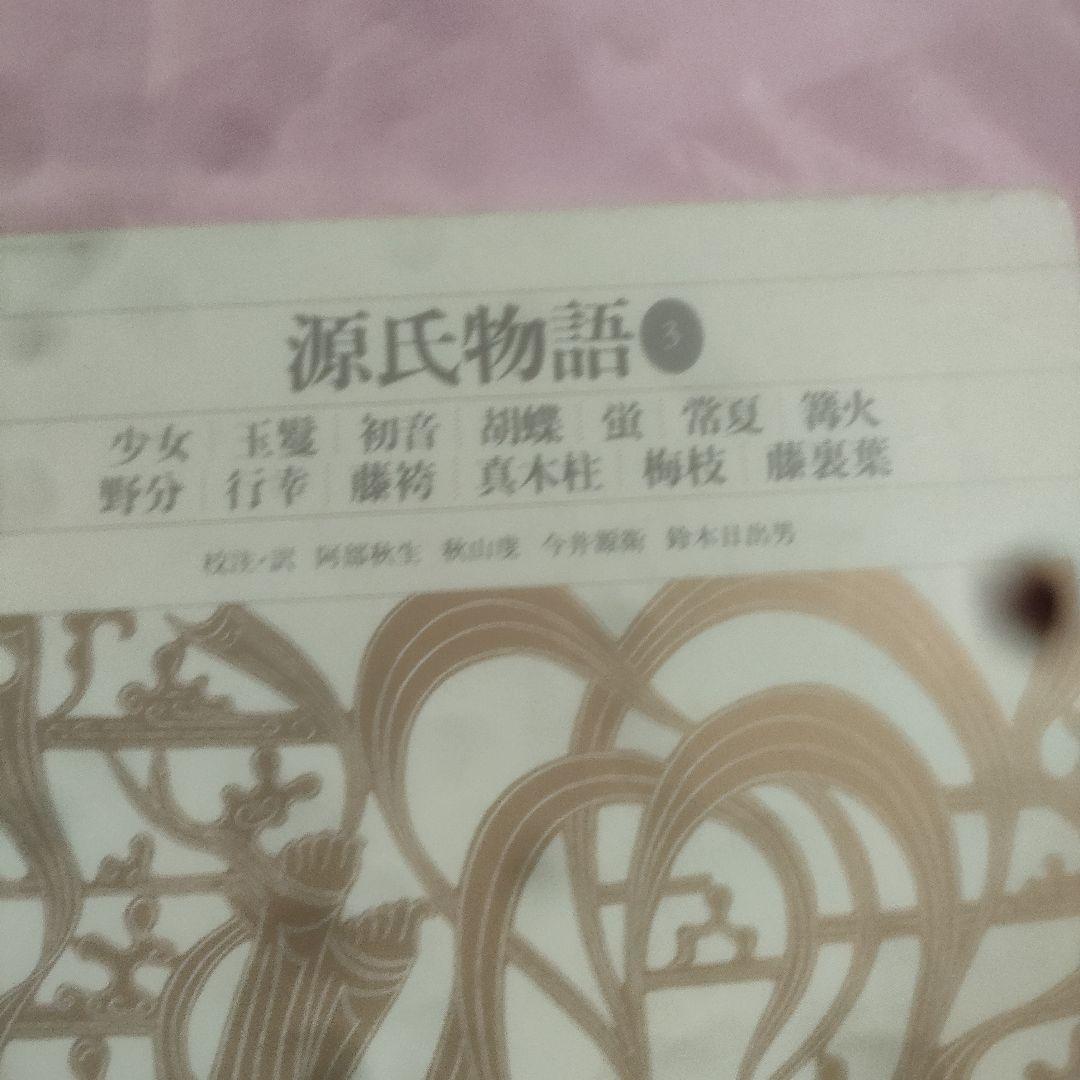 源氏物語 3
少女 玉鬘 初音 胡蝶 蛍 常夏 篝火
野分 行幸 藤袴 真木柱 梅枝 藤裏葉
校注・訳 阿部秋生 秋山虔 今井源衛 鈴木日出男